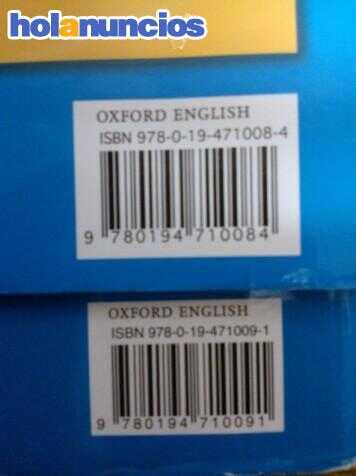 holanuncios
OXFORD ENGLISH
ISBN 978-0-19-471008-4
9 780194 710084
OXFORD ENGLISH
ISBN 978-0-19-471009-1
9 780194 710091